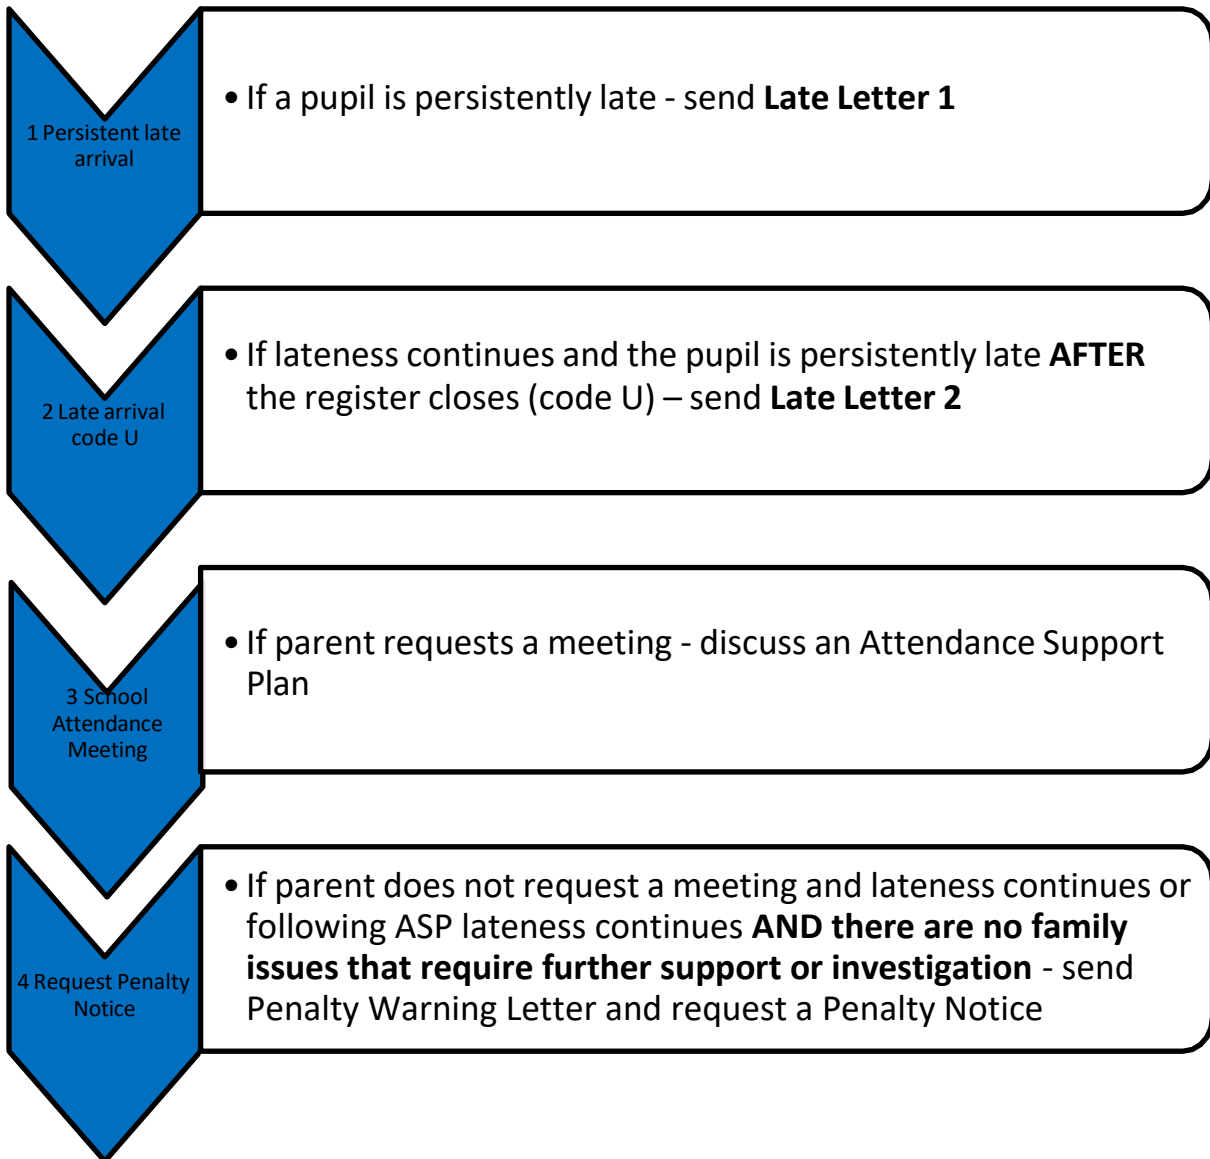 1 Persistent late
arrival
• If a pupil is persistently late - send Late Letter 1
2 Late arrival
code U
• If lateness continues and the pupil is persistently late AFTER
the register closes (code U) – send Late Letter 2
3 School
Attendance
Meeting
• If parent requests a meeting - discuss an Attendance Support
Plan
4 Request Penalty
Notice
• If parent does not request a meeting and lateness continues or
following ASP lateness continues AND there are no family
issues that require further support or investigation - send
Penalty Warning Letter and request a Penalty Notice